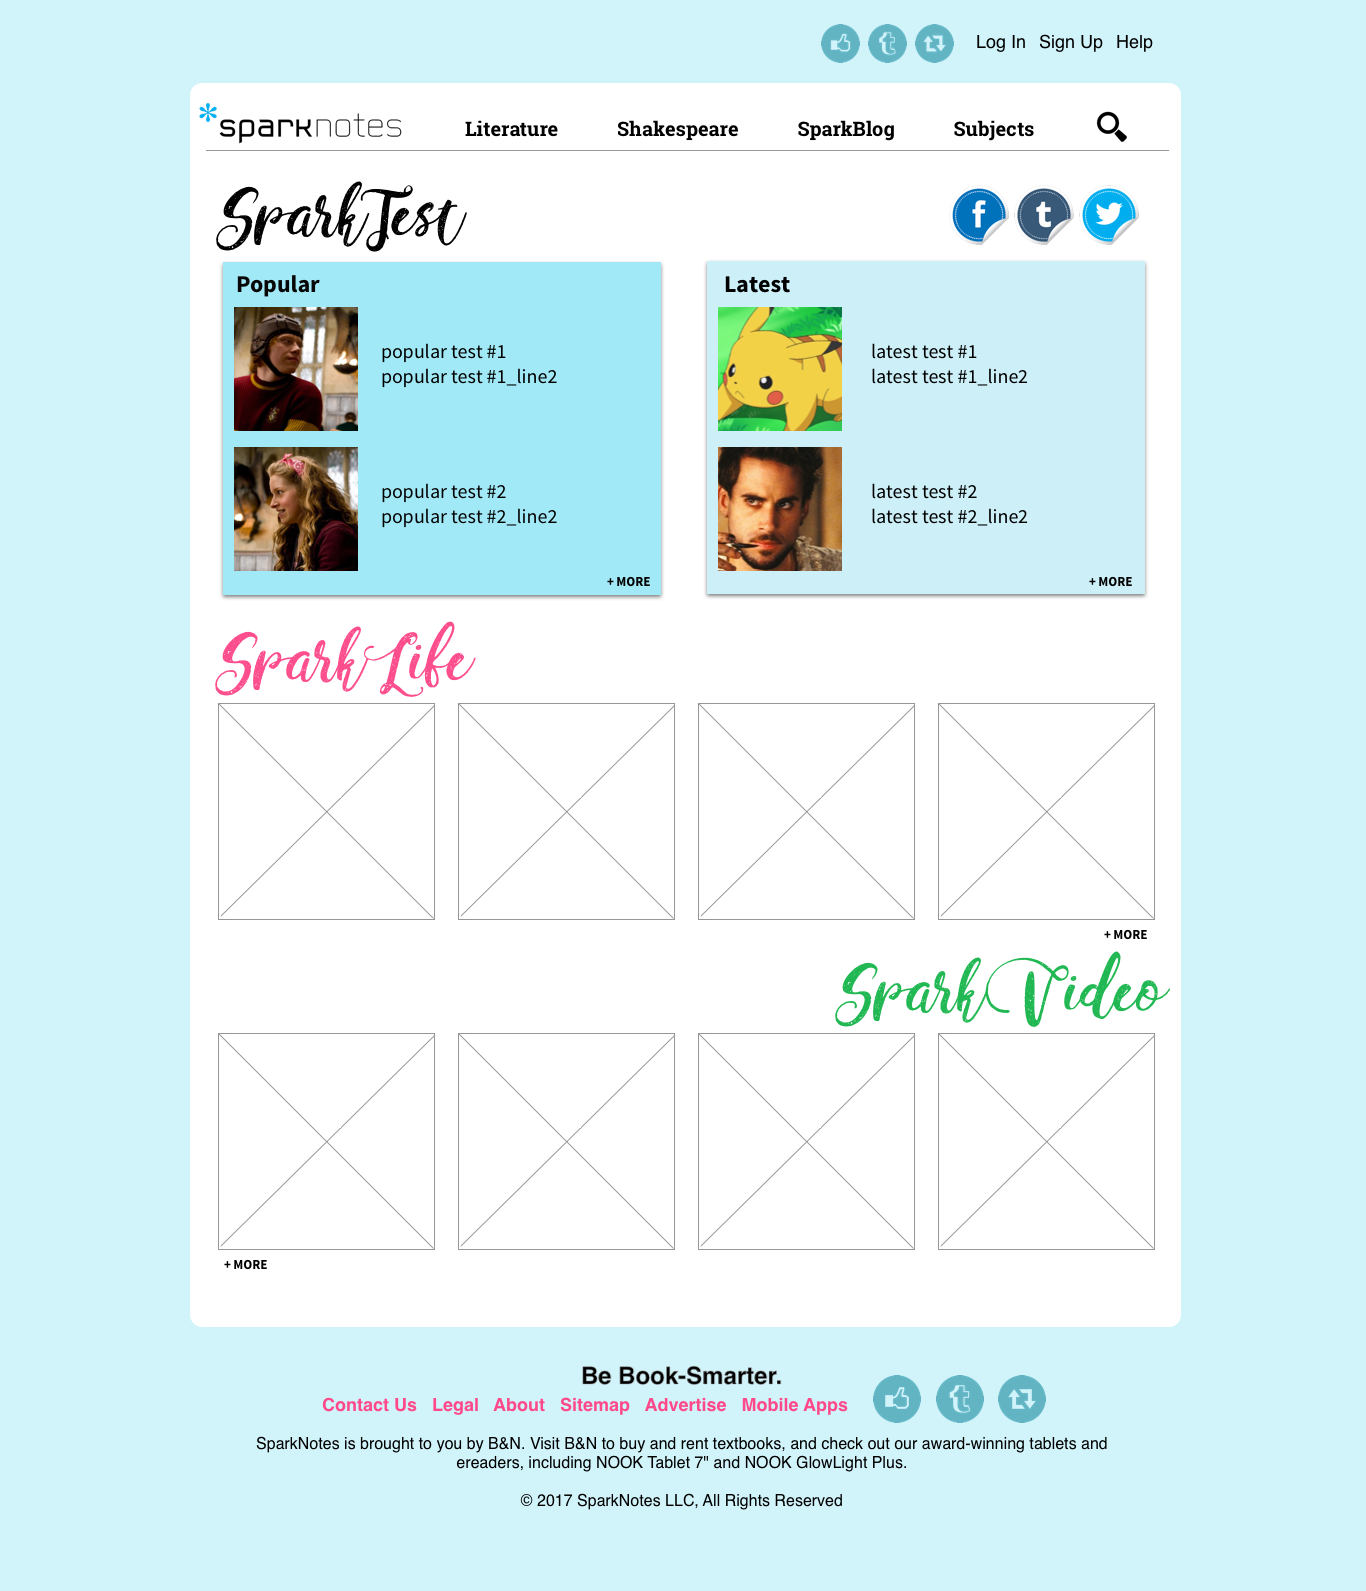 Log In Sign Up Help
sparknotes Literature Shakespeare SparkBlog Subjects
SparkTest
Popular
popular test #1
popular test #1_line2
popular test #2
popular test #2_line2
+ MORE
Latest
latest test #1
latest test #1_line2
latest test #2
latest test #2_line2
+ MORE
Spark Life
+ MORE
Spark Video
+ MORE
Be Book-Smarter.
Contact Us Legal About Sitemap Advertise Mobile Apps
SparkNotes is brought to you by B&N. Visit B&N to buy and rent textbooks, and check out our award-winning tablets and
ereaders, including NOOK Tablet 7" and NOOK GlowLight Plus.
© 2017 SparkNotes LLC, All Rights Reserved